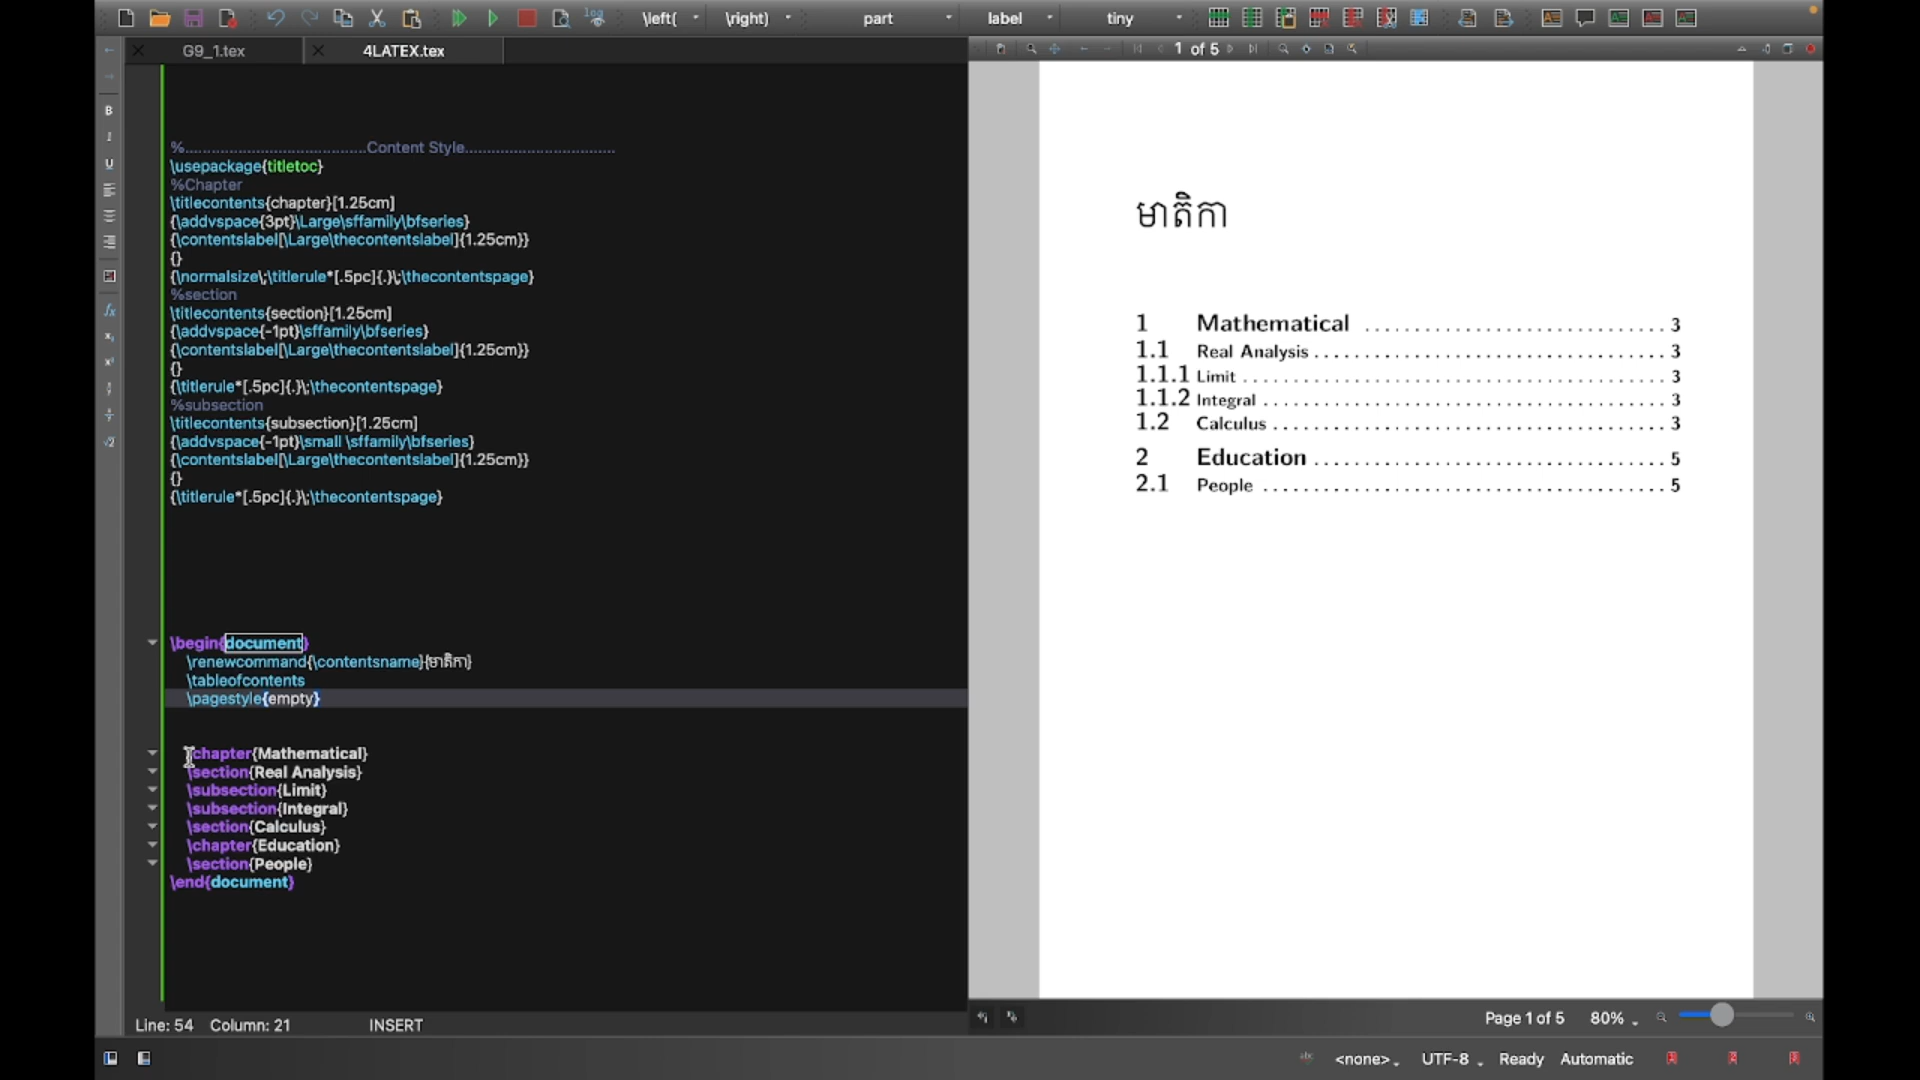 \left( \right) part label tiny
G9_1.tex 4LATEX.tex
1 of 5
%......................................Content Style................................
\usepackage{titletoc}
%Chapter
\titlecontents{chapter}[1.25cm]
{\addvspace{3pt}\Large\sffamily\bfseries}
{\contentslabel[\Large\thecontentslabel]{1.25cm}}
{}
{\normalsize\;\titlerule*[.5pc]{.}\;\thecontentspage}
%section
\titlecontents{section}[1.25cm]
{\addvspace{-1pt}\sffamily\bfseries}
{\contentslabel[\Large\thecontentslabel]{1.25cm}}
{}
{\titlerule*[.5pc]{.}\;\thecontentspage}
%subsection
\titlecontents{subsection}[1.25cm]
{\addvspace{-1pt}\small \sffamily\bfseries}
{\contentslabel[\Large\thecontentslabel]{1.25cm}}
{}
{\titlerule*[.5pc]{.}\;\thecontentspage}
\begin{document}
\renewcommand{\contentsname}{មាតិកា}
\tableofcontents
\pagestyle{empty}
\chapter{Mathematical}
\section{Real Analysis}
\subsection{Limit}
\subsection{Integral}
\section{Calculus}
\chapter{Education}
\section{People}
\end{document}
Line: 54 Column: 21 INSERT
មាតិកា
1 Mathematical .............................. 3
1.1 Real Analysis .................................. 3
1.1.1 Limit .......................................... 3
1.1.2 Integral ........................................ 3
1.2 Calculus ....................................... 3
2 Education ................................... 5
2.1 People ........................................ 5
Page 1 of 5 80%
<none> UTF-8 Ready Automatic